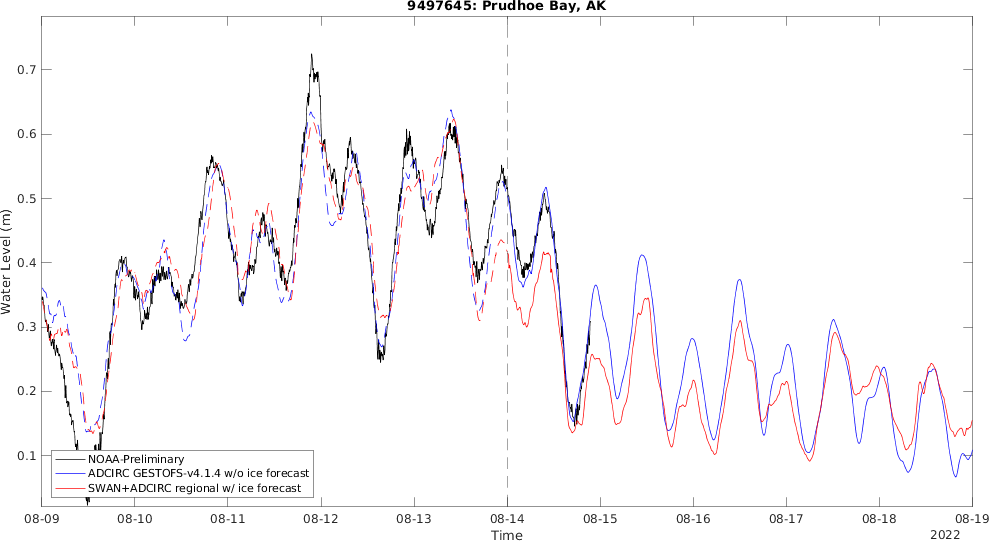 9497645: Prudhoe Bay, AK
Water Level (m)
0.7
0.6
0.5
0.4
0.3
0.2
0.1
NOAA-Preliminary
ADCIRC GESTOFS-v4.1.4 w/o ice forecast
SWAN+ADCIRC regional w/ ice forecast
08-09 08-10 08-11 08-12 08-13 08-14 08-15 08-16 08-17 08-18 08-19
Time
2022